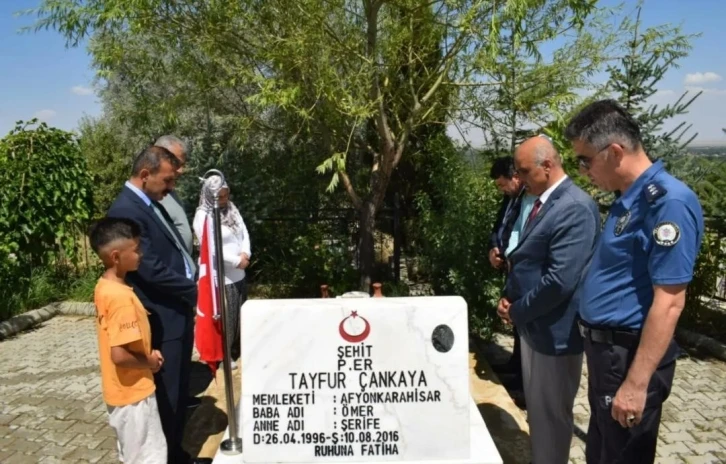 ŞEHİT
P.ER
TAYFUR ÇANKAYA
MEMLEKETİ : AFYONKARAHİSAR
BABA ADI : ÖMER
ANNE ADI : ŞERİFE
D:26.04.1996-Ş:10.08.2016
RUHUNA FATİHA